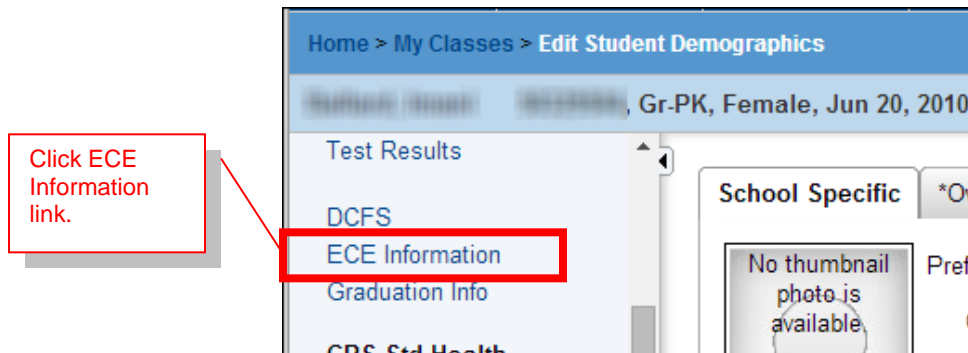 Home > My Classes > Edit Student Demographics
, Gr-PK, Female, Jun 20, 2010
Click ECE
Information
link.
Test Results
DCFS
ECE Information
Graduation Info
School Specific
No thumbnail
photo is
available.